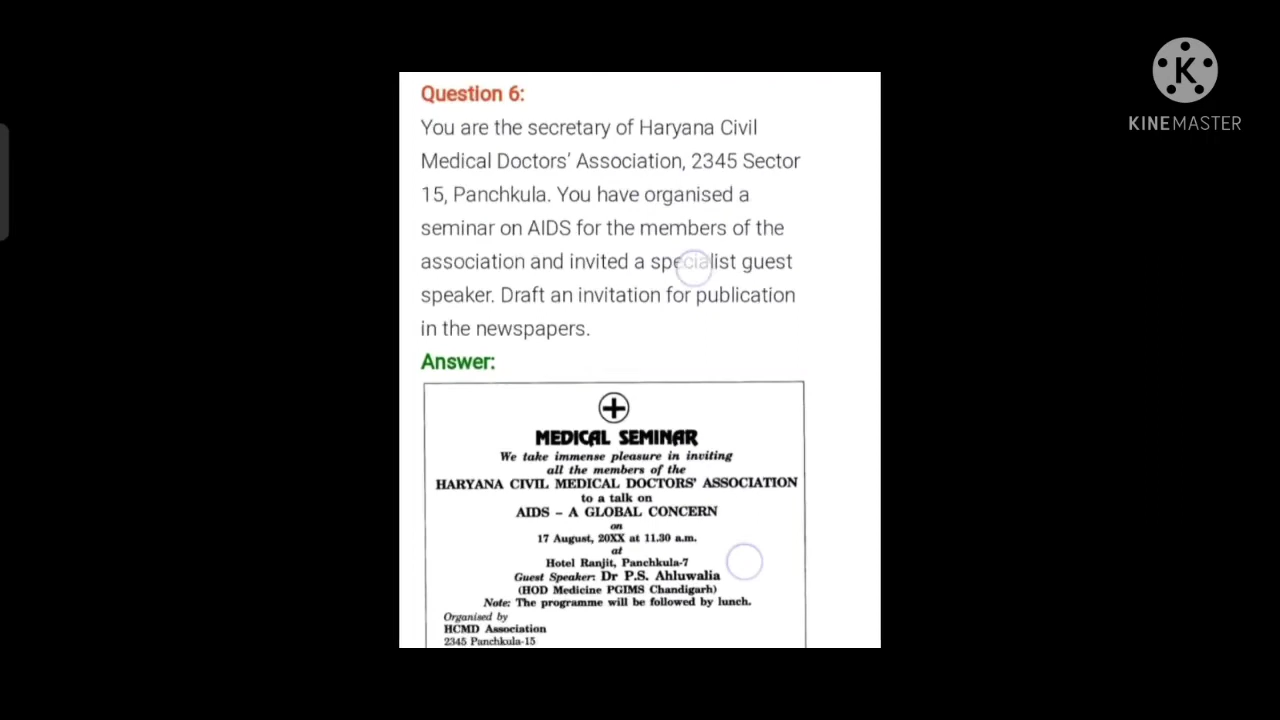 Question 6:
You are the secretary of Haryana Civil
Medical Doctors' Association, 2345 Sector
15, Panchkula. You have organised a
seminar on AIDS for the members of the
association and invited a specialist guest
speaker. Draft an invitation for publication
in the newspapers.
Answer:
MEDICAL SEMINAR
We take immense pleasure in inviting
all the members of the
HARYANA CIVIL MEDICAL DOCTORS' ASSOCIATION
to a talk on
AIDS – A GLOBAL CONCERN
on
17 August, 20XX at 11.30 a.m.
at
Hotel Ranjit, Panchkula-7
Guest Speaker: Dr P.S. Ahluwalia
(HOD Medicine PGIMS Chandigarh)
Note: The programme will be followed by lunch.
Organised by
HCMD Association
2345 Panchkula-15
K
KINEMASTER